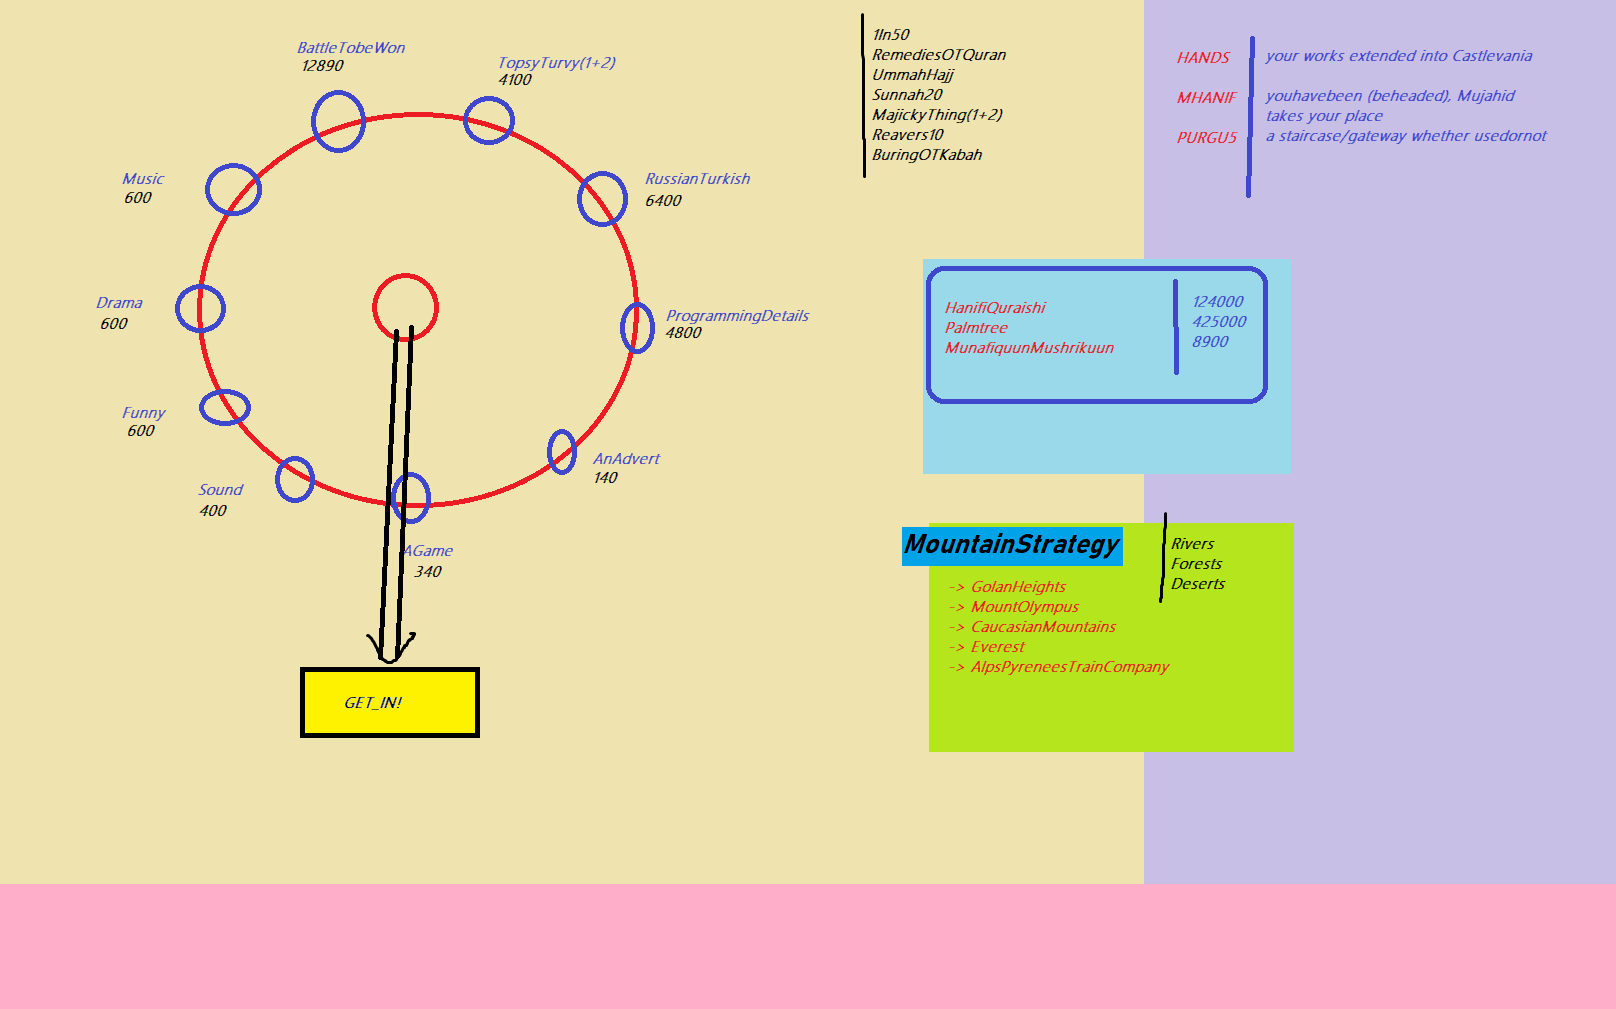 BattleTobeWon
12890
TopsyTurvy(1+2)
4100
Music
600
RussianTurkish
6400
Drama
600
ProgrammingDetails
4800
Funny
600
AnAdvert
140
Sound
400
AGame
340
GET_IN!
1In50
RemediesOTQuran
UmmahHajj
Sunnah20
MajickyThing(1+2)
Reavers10
BuringOTKabah
HANDS your works extended into Castlevania
MHANIF youhavebeen (beheaded), Mujahid
takes your place
PURGU5 a staircase/gateway whether usedornot
HanifiQuraishi 124000
Palmtree 425000
MunafiquunMushrikuun 8900
MountainStrategy
-> GolanHeights
-> MountOlympus
-> CaucasianMountains
-> Everest
-> AlpsPyreneesTrainCompany
Rivers
Forests
Deserts